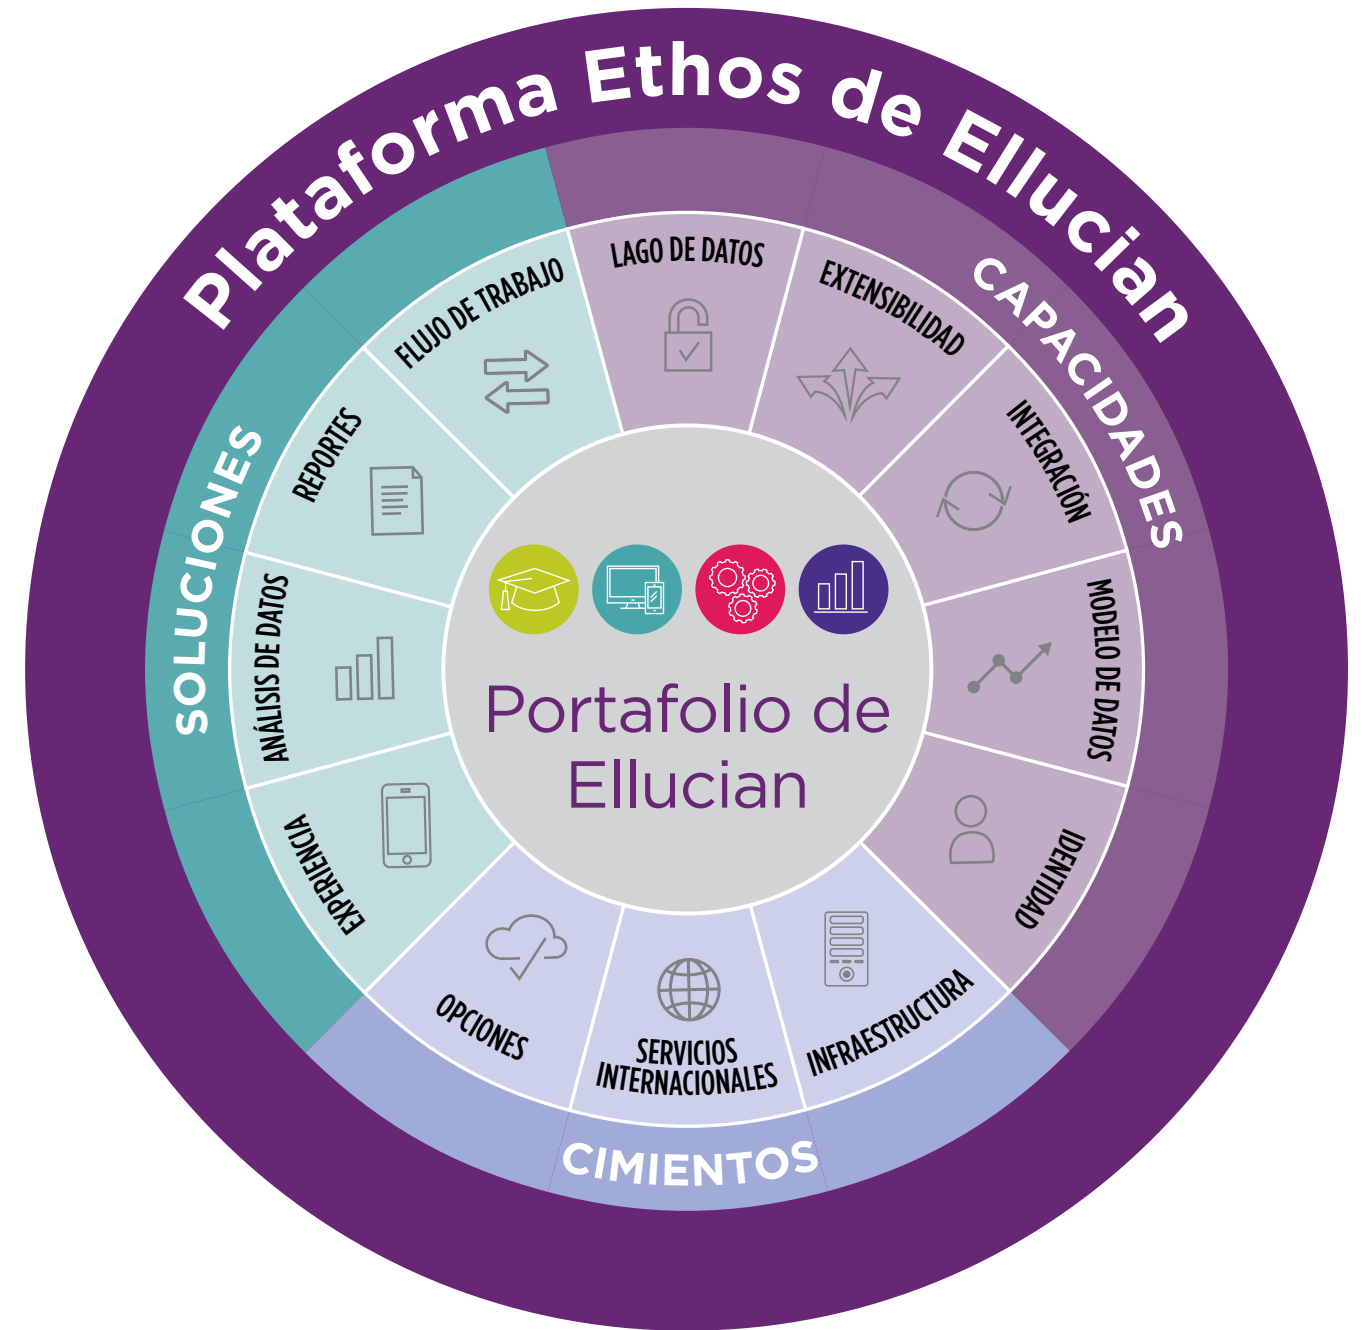 Plataforma Ethos de Ellucian
CAPACIDADES
LAGO DE DATOS
EXTENSIBILIDAD
INTEGRACIÓN
MODELO DE DATOS
IDENTIDAD
CIMIENTOS
INFRAESTRUCTURA
SERVICIOS
INTERNACIONALES
OPCIONES
SOLUCIONES
EXPERIENCIA
ANÁLISIS DE DATOS
REPORTES
FLUJO DE TRABAJO
Portafolio de
Ellucian